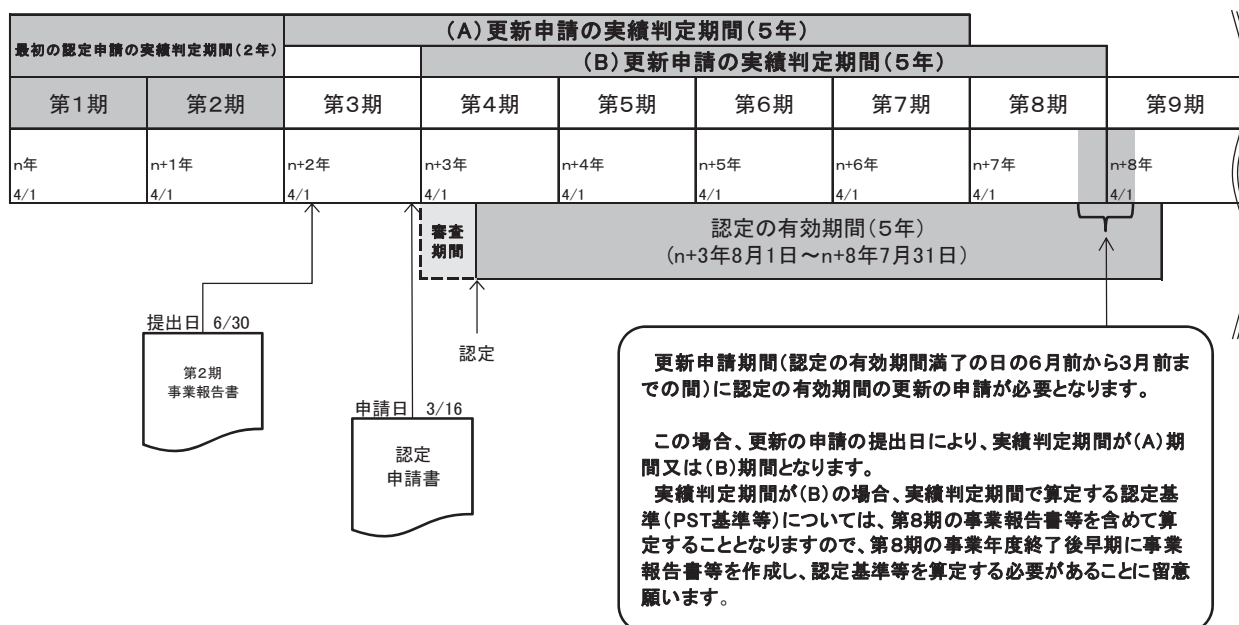 (A)更新申請の実績判定期間(5年)
最初の認定申請の実績判定期間(2年)
(B)更新申請の実績判定期間(5年)
第1期 第2期 第3期 第4期 第5期 第6期 第7期 第8期 第9期
n年 n+1年 n+2年 n+3年 n+4年 n+5年 n+6年 n+7年 n+8年
4/1 4/1 4/1 4/1 4/1 4/1 4/1 4/1 4/1
審査
期間
認定の有効期間(5年)
(n+3年8月1日～n+8年7月31日)
提出日 6/30
第2期
事業報告書
認定
申請日 3/16
認定
申請書
更新申請期間(認定の有効期間満了の日の6月前から3月前ま
での間)に認定の有効期間の更新の申請が必要となります。
この場合、更新の申請の提出日により、実績判定期間が(A)期
間又は(B)期間となります。
実績判定期間が(B)の場合、実績判定期間で算定する認定基
準(PST基準等)については、第8期の事業報告書等を含めて算
定することとなりますので、第8期の事業年度終了後早期に事業
報告書等を作成し、認定基準等を算定する必要があることに留意
願います。